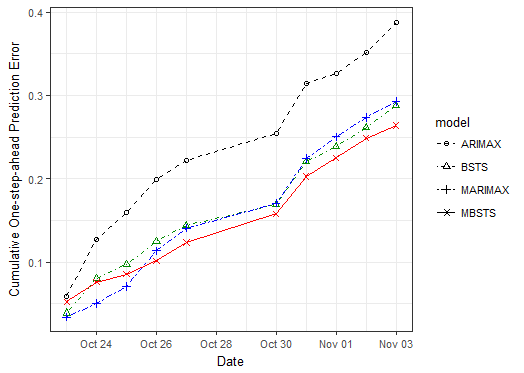 Cumulative One-step-ahead Prediction Error
0.4
0.3
0.2
0.1
Oct 24
Oct 26
Oct 28
Oct 30
Nov 01
Nov 03
Date
model
ARIMAX
BSTS
MARIMAX
MBSTS